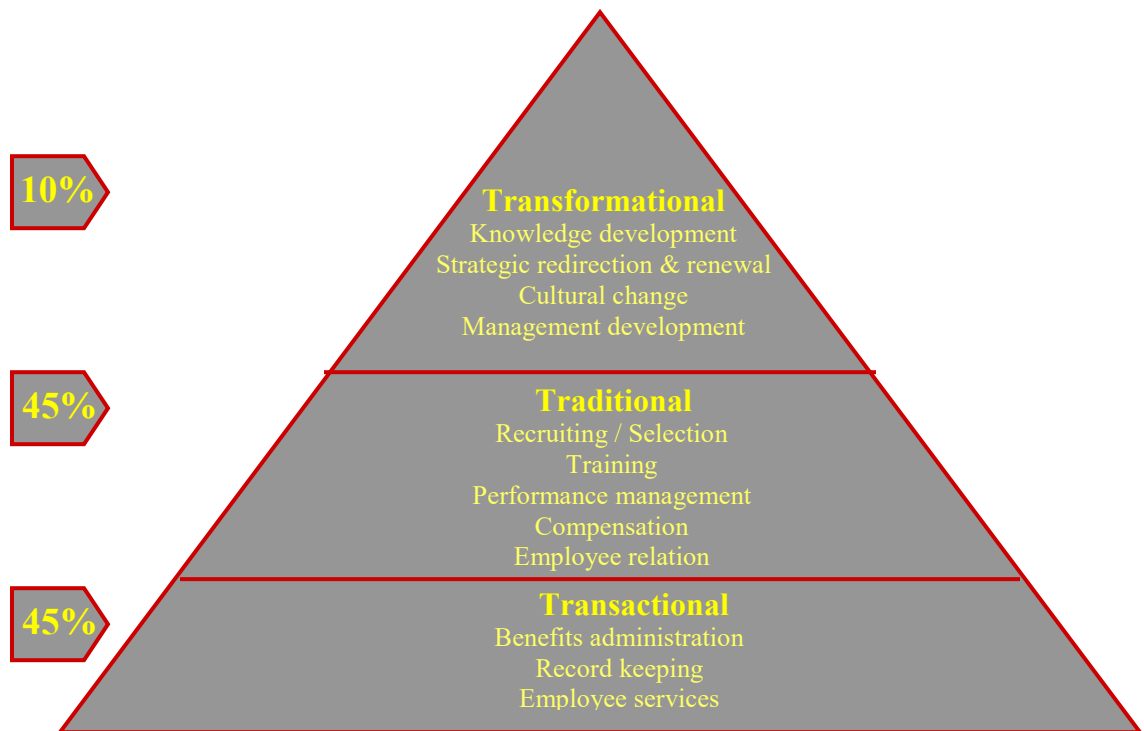 10%
Transformational
Knowledge development
Strategic redirection & renewal
Cultural change
Management development
45%
Traditional
Recruiting / Selection
Training
Performance management
Compensation
Employee relation
45%
Transactional
Benefits administration
Record keeping
Employee services